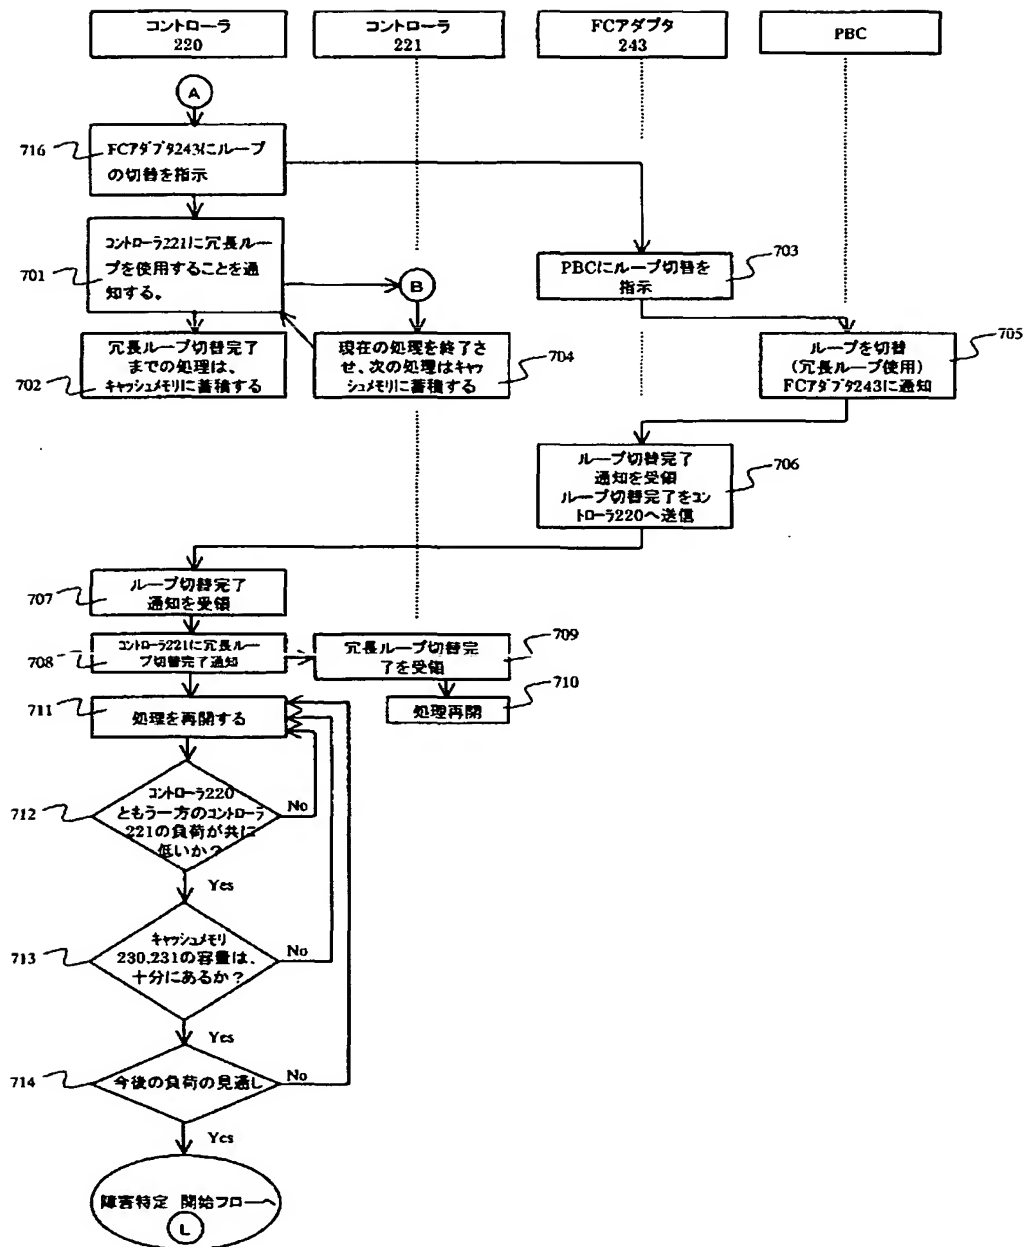 コントローラ
220
コントローラ
221
FCアダプタ
243
PBC
A
716
FCアダプタ243にループ
の切替を指示
701
コントローラ221に冗長ルー
プを使用することを通
知する。
B
703
PBCにループ切替を
指示
702
冗長ループ切替完了
までの処理は、
キャッシュメモリに蓄積する
現在の処理を終了さ
せ、次の処理はキャッ
シュメモリに蓄積する
704
ループを切替
(冗長ループ使用)
FCアダプタ243に通知
705
ループ切替完了
通知を受領
ループ切替完了をコン
トローラ220へ送信
706
707
ループ切替完了
通知を受領
708
コントローラ221に冗長ルー
プ切替完了通知
冗長ループ切替完
了を受領
709
711
処理を再開する
処理再開
710
712
コントローラ220
ともう一方のコントローラ
221の負荷が共に
低いか?
No
Yes
713
キャッシュメモリ
230,231の容量は、
十分にあるか?
No
Yes
714
今後の負荷の見通し
No
Yes
障害特定 開始フローへ
L